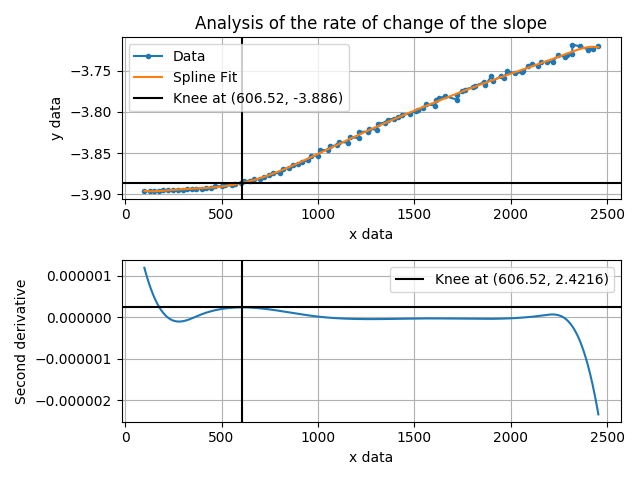 Analysis of the rate of change of the slope
Data
Spline Fit
Knee at (606.52, -3.886)
y data
−3.75
−3.80
−3.85
−3.90
0 500 1000 1500 2000 2500
x data
Knee at (606.52, 2.4216)
Second derivative
0.000001
0.000000
−0.000001
−0.000002
0 500 1000 1500 2000 2500
x data